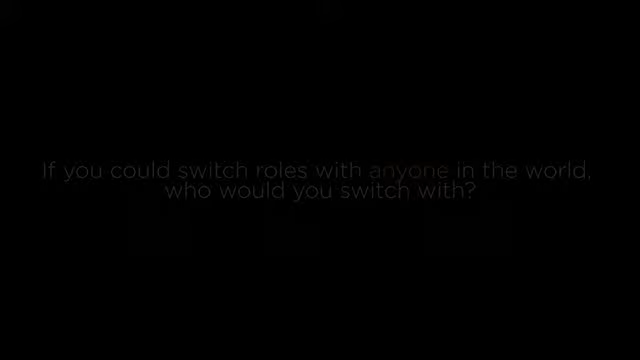 If you could switch roles with anyone in the world,
who would you switch with?